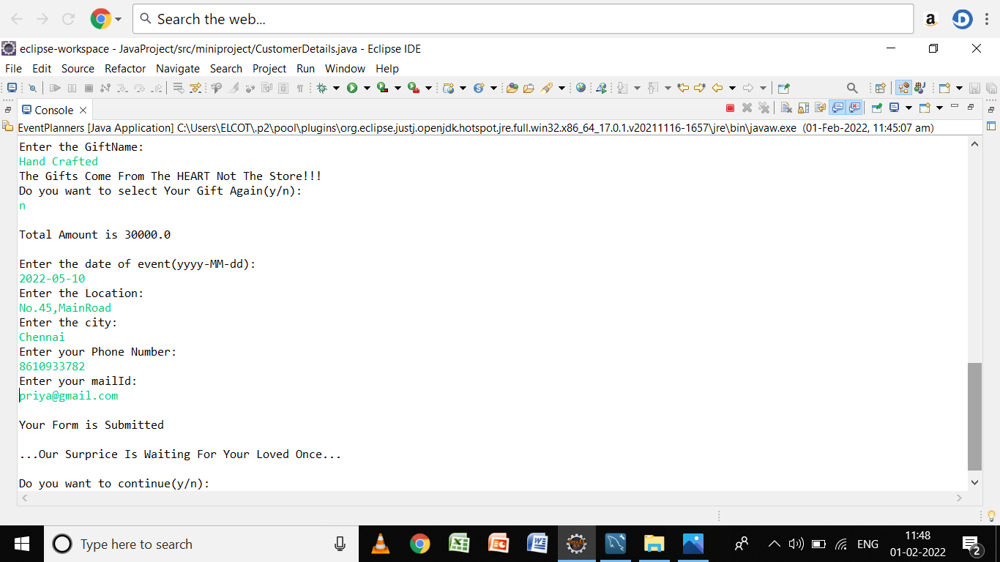 Search the web...
eclipse-workspace - JavaProject/src/miniproject/CustomerDetails.java - Eclipse IDE
File Edit Source Refactor Navigate Search Project Run Window Help
Console
EventPlanners [Java Application] C:\Users\ELCOT\.p2\pool\plugins\org.eclipse.justj.openjdk.hotspot.jre.full.win32.x86_64_17.0.1.v20211116-1657\jre\bin\javaw.exe (01-Feb-2022, 11:45:07 am)
Enter the GiftName:
Hand Crafted
The Gifts Come From The HEART Not The Store!!!
Do you want to select Your Gift Again(y/n):
n
Total Amount is 30000.0
Enter the date of event(yyyy-MM-dd):
2022-05-10
Enter the Location:
No.45,MainRoad
Enter the city:
Chennai
Enter your Phone Number:
8610933782
Enter your mailId:
priya@gmail.com
Your Form is Submitted
...Our Surprice Is Waiting For Your Loved Once...
Do you want to continue(y/n):
Type here to search
ENG
11:48
01-02-2022
2